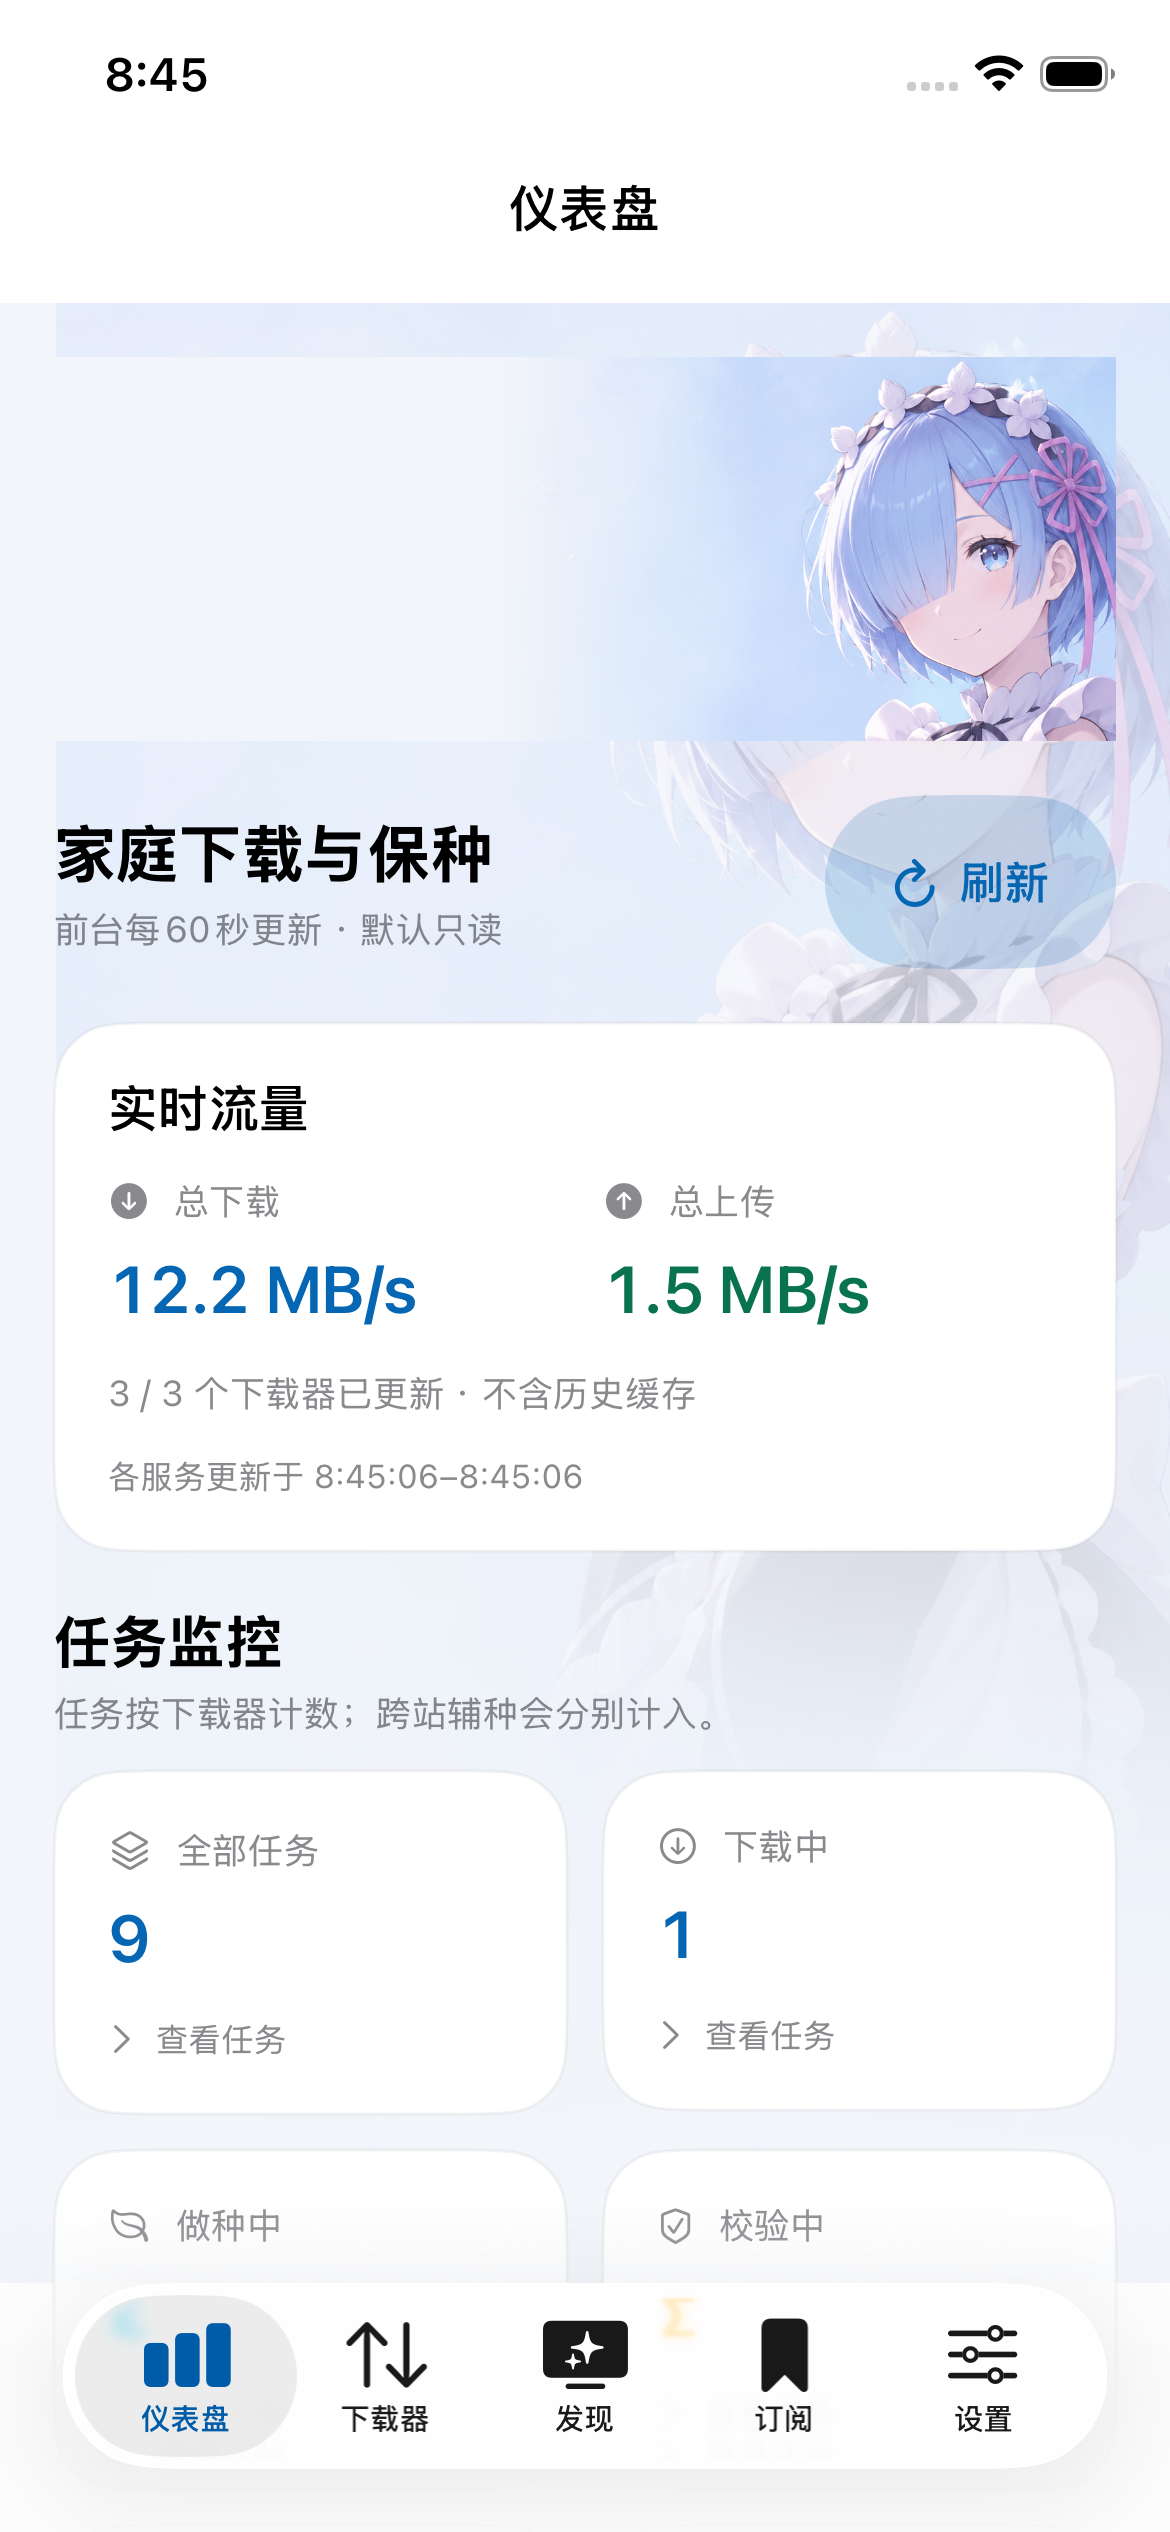 8:45
仪表盘
家庭下载与保种
前台每60秒更新 · 默认只读
刷新
实时流量
总下载
总上传
12.2 MB/s
1.5 MB/s
3 / 3 个下载器已更新 · 不含历史缓存
各服务更新于 8:45:06–8:45:06
任务监控
任务按下载器计数；跨站辅种会分别计入。
全部任务
下载中
9
1
查看任务
查看任务
做种中
校验中
仪表盘
下载器
发现
订阅
设置